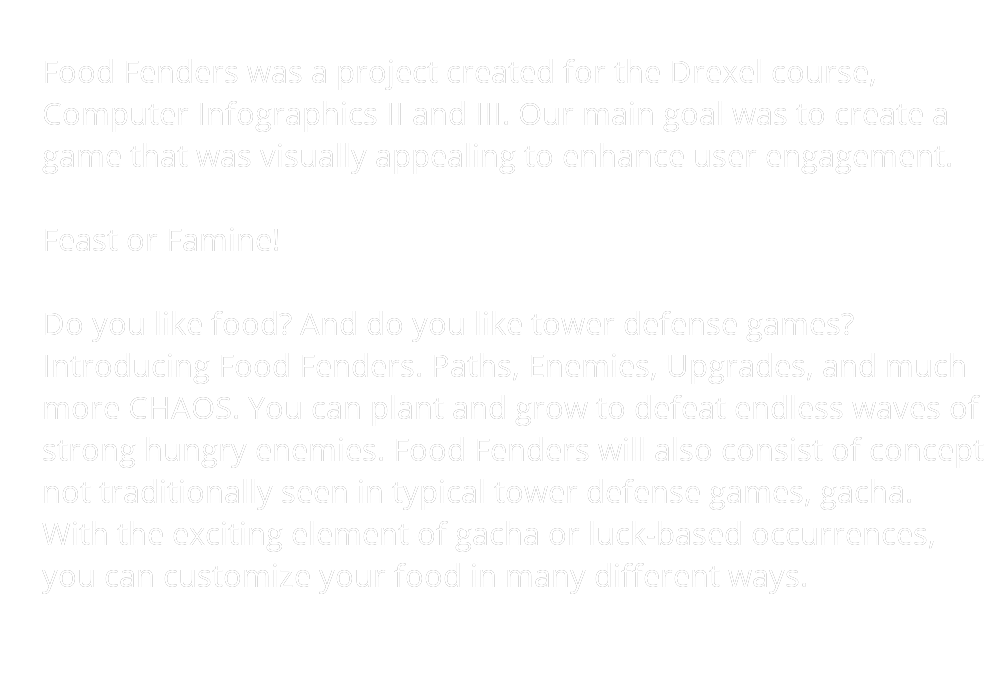 Food Fenders was a project created for the Drexel course,
Computer Infographics II and III. Our main goal was to create a
game that was visually appealing to enhance user engagement.
Feast or Famine!
Do you like food? And do you like tower defense games?
Introducing Food Fenders. Paths, Enemies, Upgrades, and much
more CHAOS. You can plant and grow to defeat endless waves of
strong hungry enemies. Food Fenders will also consist of concept
not traditionally seen in typical tower defense games, gacha.
With the exciting element of gacha or luck-based occurrences,
you can customize your food in many different ways.